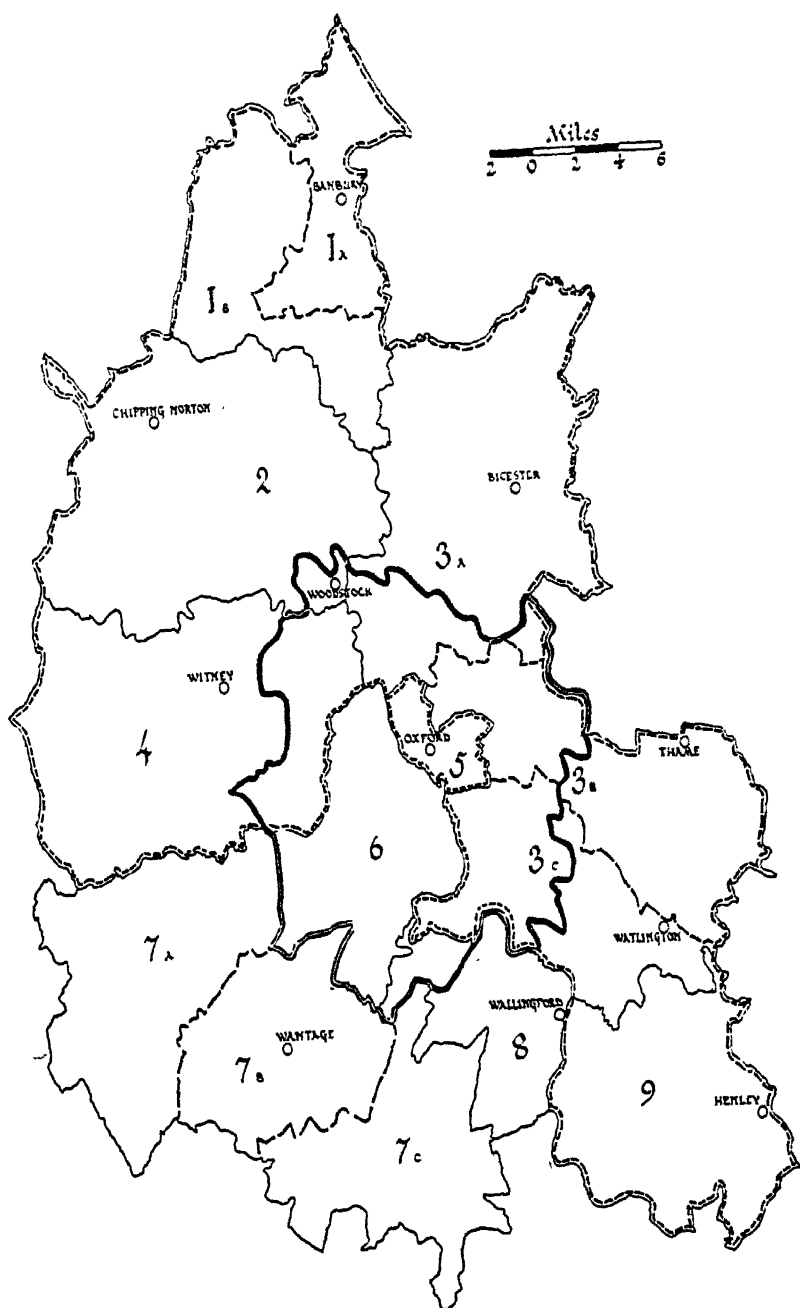 Miles
2 0 2 4 6
BANBURY
1A
1B
CHIPPING NORTON
2
BICESTER
3A
WOODSTOCK
WITNEY
4
OXFORD
5
THAME
3B
6
3C
7A
WATLINGTON
WALLINGFORD
WANTAGE
7B
8
9
HENLEY
7C